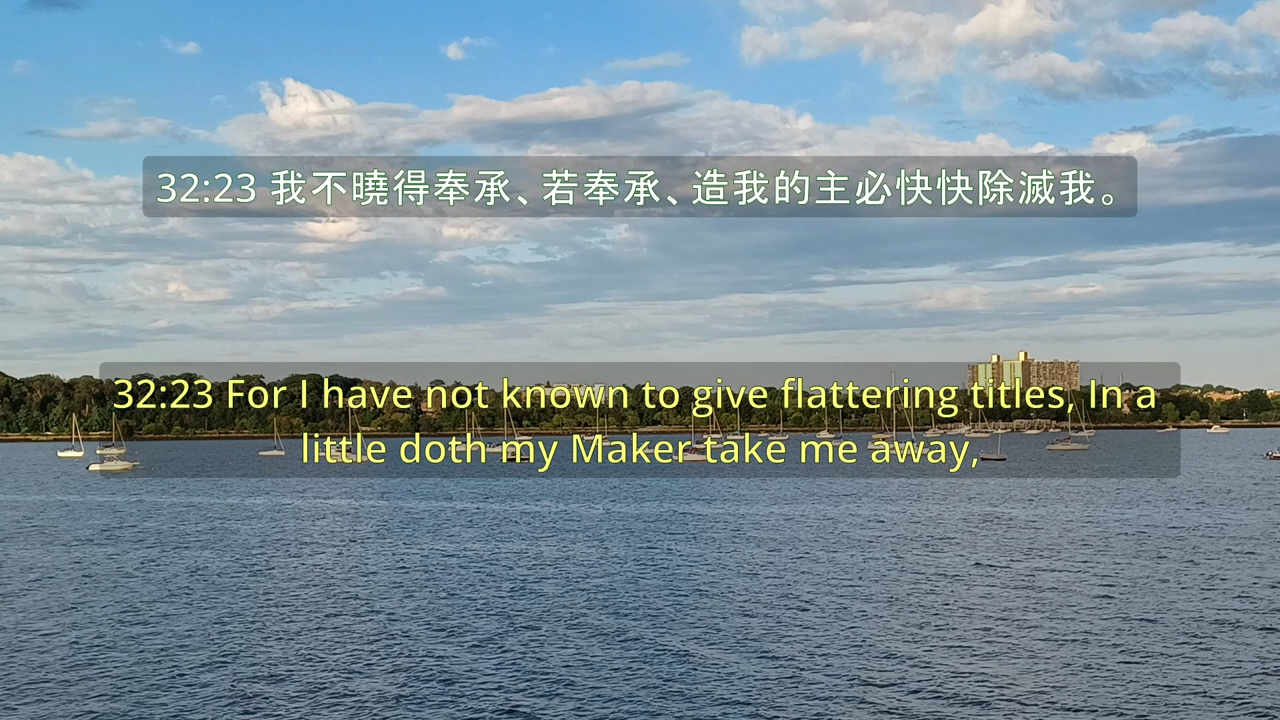 32:23 我不曉得奉承、若奉承、造我的主必快快除滅我。
32:23 For I have not known to give flattering titles, In a
little doth my Maker take me away,